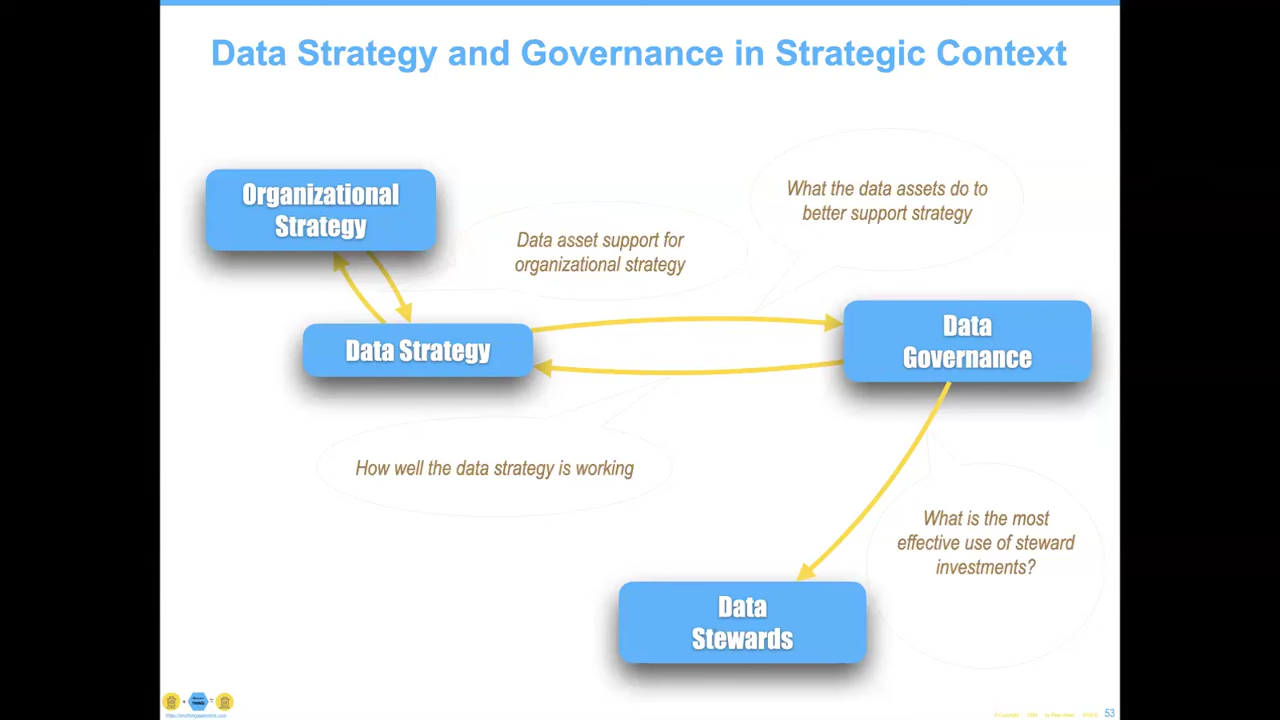 Data Strategy and Governance in Strategic Context
Organizational
Strategy
What the data assets do to
better support strategy
Data asset support for
organizational strategy
Data Strategy
Data
Governance
How well the data strategy is working
What is the most
effective use of steward
investments?
Data
Stewards
53